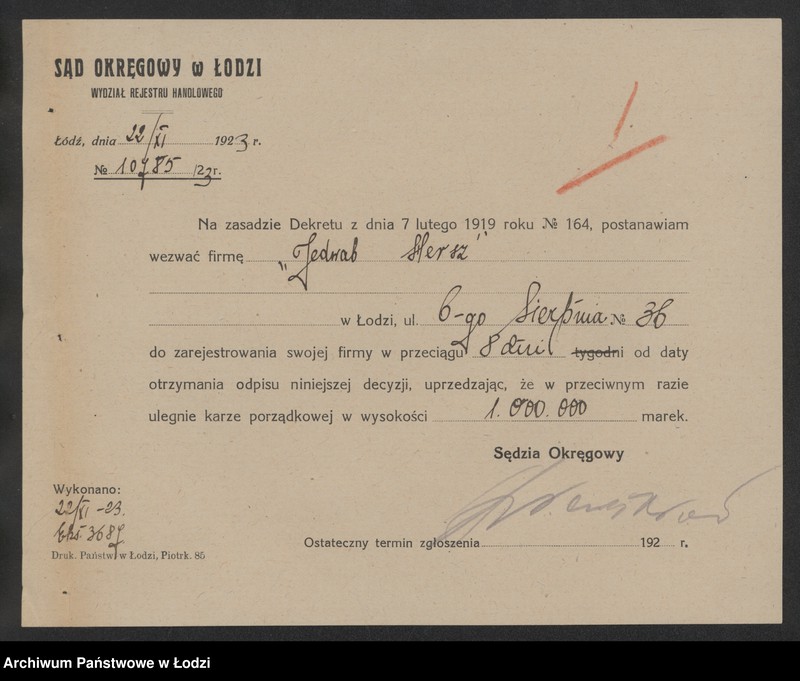 SĄD OKRĘGOWY w ŁODZI
WYDZIAŁ REJESTRU HANDLOWEGO
Łódź, dnia 22/XI 1923 r.
№ 10785 /23 r.
Na zasadzie Dekretu z dnia 7 lutego 1919 roku № 164, postanawiam
wezwać firmę „Jedwab Hersz"
w Łodzi, ul. 6-go Sierpnia № 36
do zarejestrowania swojej firmy w przeciągu 8 dni tygodni od daty
otrzymania odpisu niniejszej decyzji, uprzedzając, że w przeciwnym razie
ulegnie karze porządkowej w wysokości 1.000.000 marek.
Sędzia Okręgowy
Wykonano:
22/XI-23.
3687
Ostateczny termin zgłoszenia 192 r.
Druk. Państw. w Łodzi, Piotrk. 85
Archiwum Państwowe w Łodzi